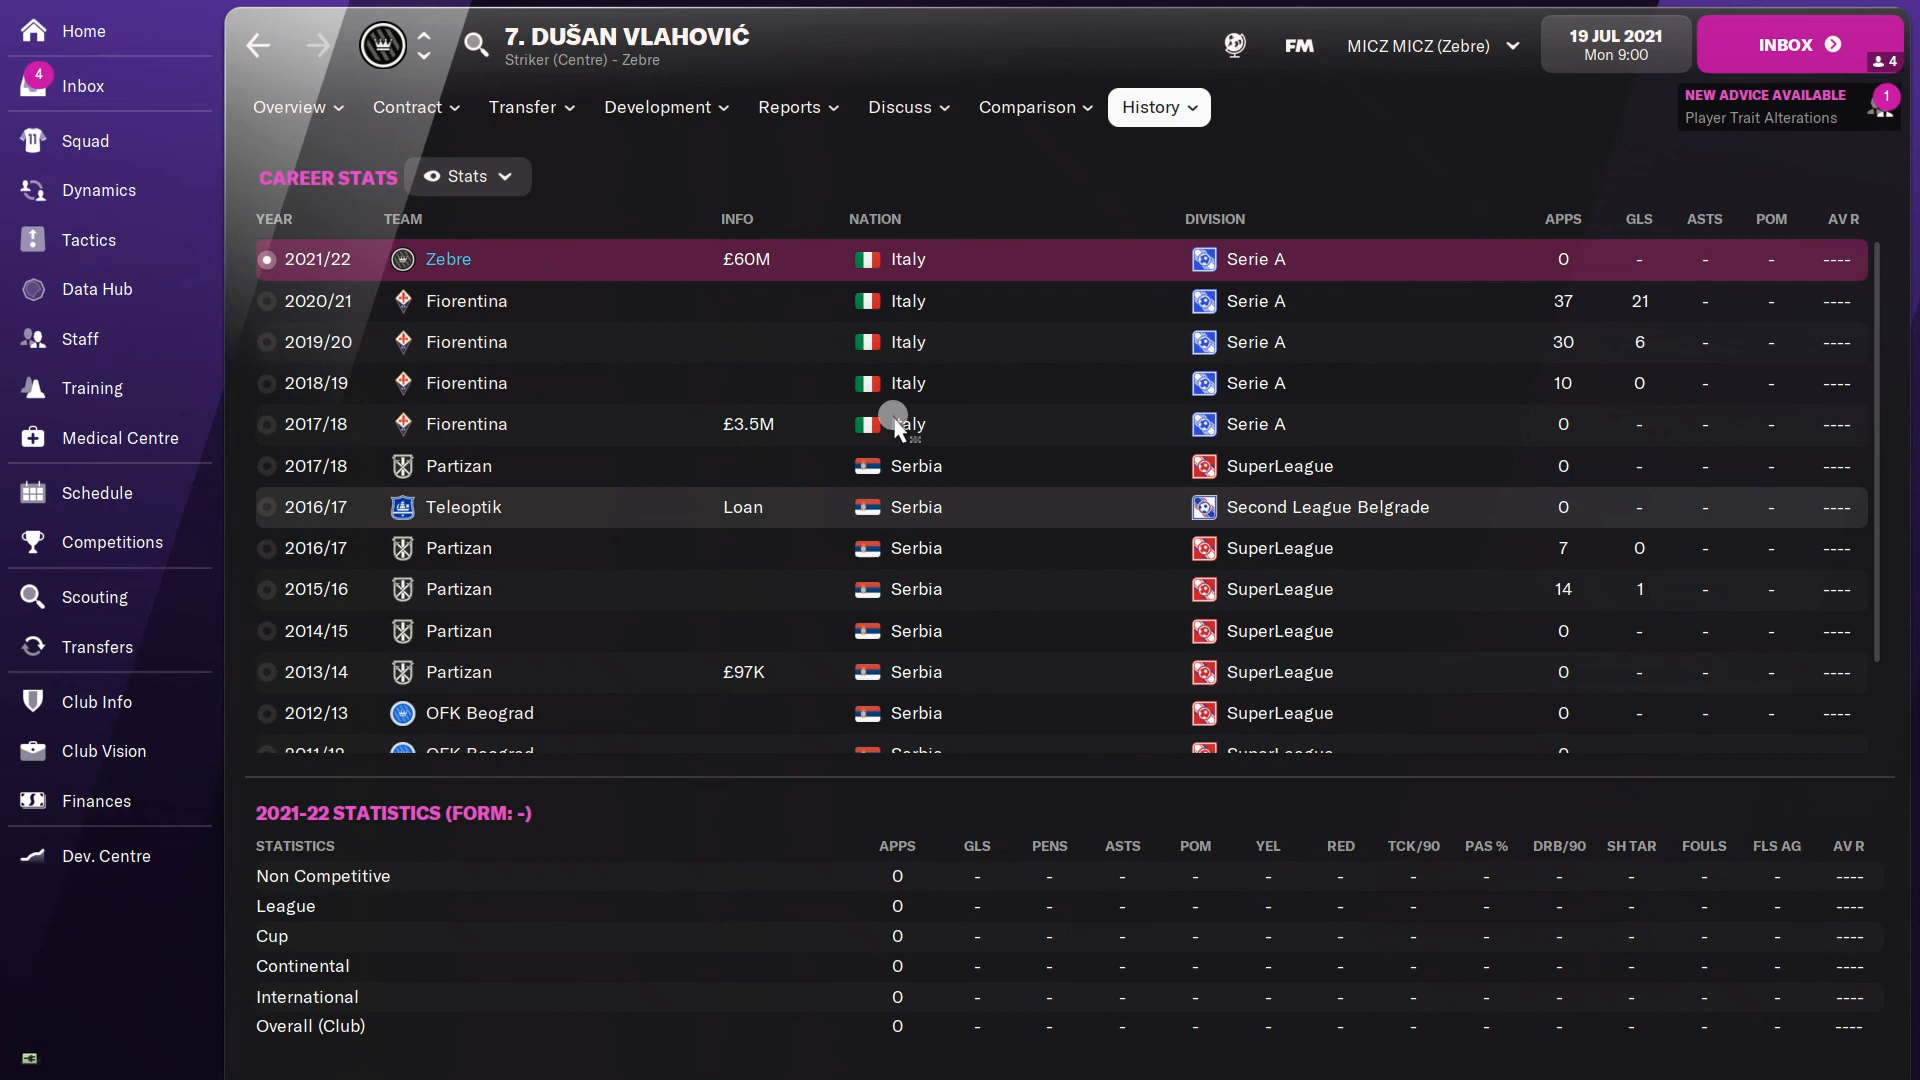 Home
4
Inbox
Squad
Dynamics
Tactics
Data Hub
Staff
Training
Medical Centre
Schedule
Competitions
Scouting
Transfers
Club Info
Club Vision
Finances
Dev. Centre
7. DUŠAN VLAHOVIĆ
Striker (Centre) - Zebre
FM MICZ MICZ (Zebre)
19 JUL 2021
Mon 9:00
INBOX
4
Overview Contract Transfer Development Reports Discuss Comparison History
NEW ADVICE AVAILABLE
Player Trait Alterations
1
CAREER STATS Stats
YEAR TEAM INFO NATION DIVISION APPS GLS ASTS POM AV R
2021/22 Zebre £60M Italy Serie A 0 - - - ----
2020/21 Fiorentina Italy Serie A 37 21 - - ----
2019/20 Fiorentina Italy Serie A 30 6 - - ----
2018/19 Fiorentina Italy Serie A 10 0 - - ----
2017/18 Fiorentina £3.5M Italy Serie A 0 - - - ----
2017/18 Partizan Serbia SuperLeague 0 - - - ----
2016/17 Teleoptik Loan Serbia Second League Belgrade 0 - - - ----
2016/17 Partizan Serbia SuperLeague 7 0 - - ----
2015/16 Partizan Serbia SuperLeague 14 1 - - ----
2014/15 Partizan Serbia SuperLeague 0 - - - ----
2013/14 Partizan £97K Serbia SuperLeague 0 - - - ----
2012/13 OFK Beograd Serbia SuperLeague 0 - - - ----
2011/12 OFK Beograd Serbia SuperLeague 0
2021-22 STATISTICS (FORM: -)
STATISTICS APPS GLS PENS ASTS POM YEL RED TCK/90 PAS % DRB/90 SH TAR FOULS FLS AG AV R
Non Competitive 0 - - - - - - - - - - - - ----
League 0 - - - - - - - - - - - - ----
Cup 0 - - - - - - - - - - - - ----
Continental 0 - - - - - - - - - - - - ----
International 0 - - - - - - - - - - - - ----
Overall (Club) 0 - - - - - - - - - - - - ----